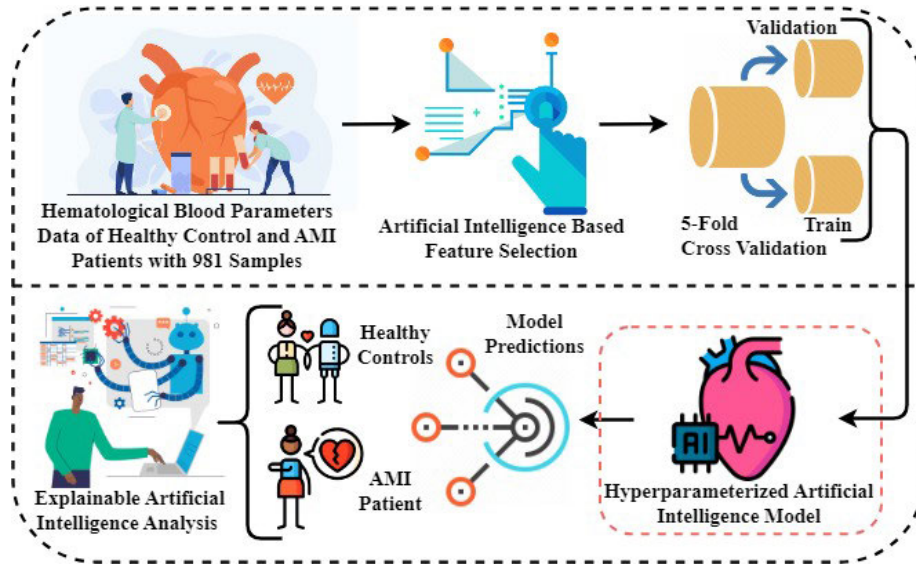 Hematological Blood Parameters
Data of Healthy Control and AMI
Patients with 981 Samples
Artificial Intelligence Based
Feature Selection
Validation
5-Fold
Cross Validation
Train
Explainable Artificial
Intelligence Analysis
Healthy
Controls
AMI
Patient
Model
Predictions
AI
Hyperparameterized Artificial
Intelligence Model